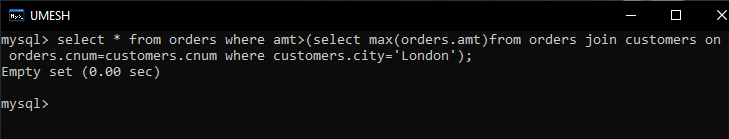 UMESH
mysql> select * from orders where amt>(select max(orders.amt)from orders join customers on
 orders.cnum=customers.cnum where customers.city='London');
Empty set (0.00 sec)
mysql>